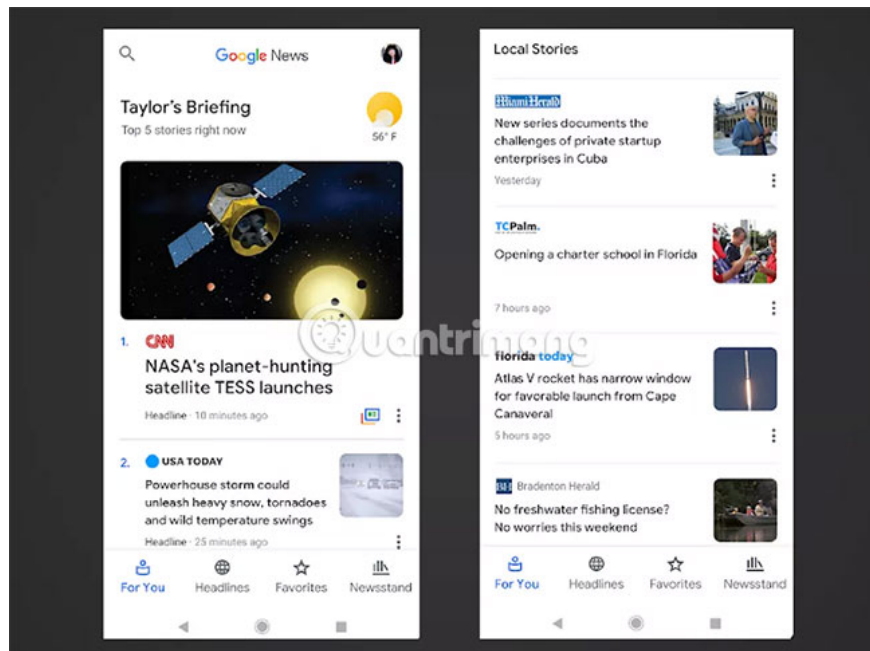 Google News
Taylor's Briefing
Top 5 stories right now
56° F
1. CNN
NASA's planet-hunting
satellite TESS launches
Headline · 10 minutes ago
2. USA TODAY
Powerhouse storm could
unleash heavy snow, tornadoes
and wild temperature swings
Headline · 25 minutes ago
For You Headlines Favorites Newsstand
Local Stories
Miami Herald
New series documents the
challenges of private startup
enterprises in Cuba
Yesterday
TCPalm.
Opening a charter school in Florida
7 hours ago
florida today
Atlas V rocket has narrow window
for favorable launch from Cape
Canaveral
5 hours ago
BH Bradenton Herald
No freshwater fishing license?
No worries this weekend
For You Headlines Favorites Newsstand
Quantrimang